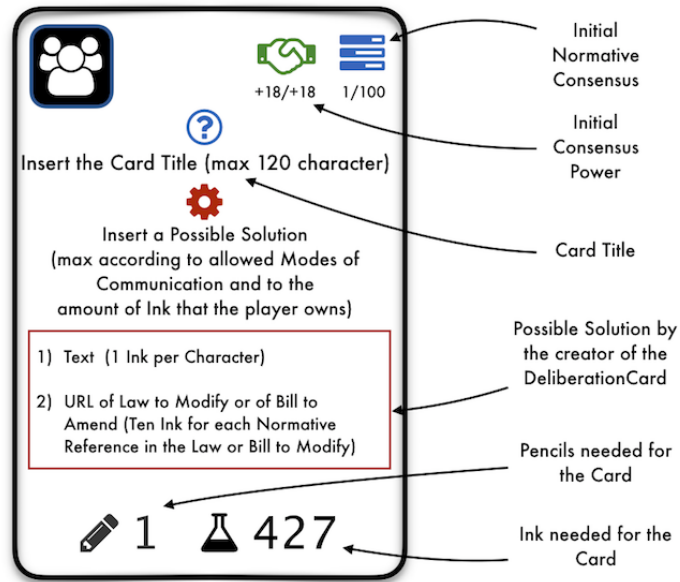 +18/+18
1/100
Insert the Card Title (max 120 character)
Insert a Possible Solution
(max according to allowed Modes of
Communication and to the
amount of Ink that the player owns)
1) Text (1 Ink per Character)
2) URL of Law to Modify or of Bill to
Amend (Ten Ink for each Normative
Reference in the Law or Bill to Modify)
1
427
Initial
Normative
Consensus
Initial
Consensus
Power
Card Title
Possible Solution by
the creator of the
DeliberationCard
Pencils needed for
the Card
Ink needed for the
Card